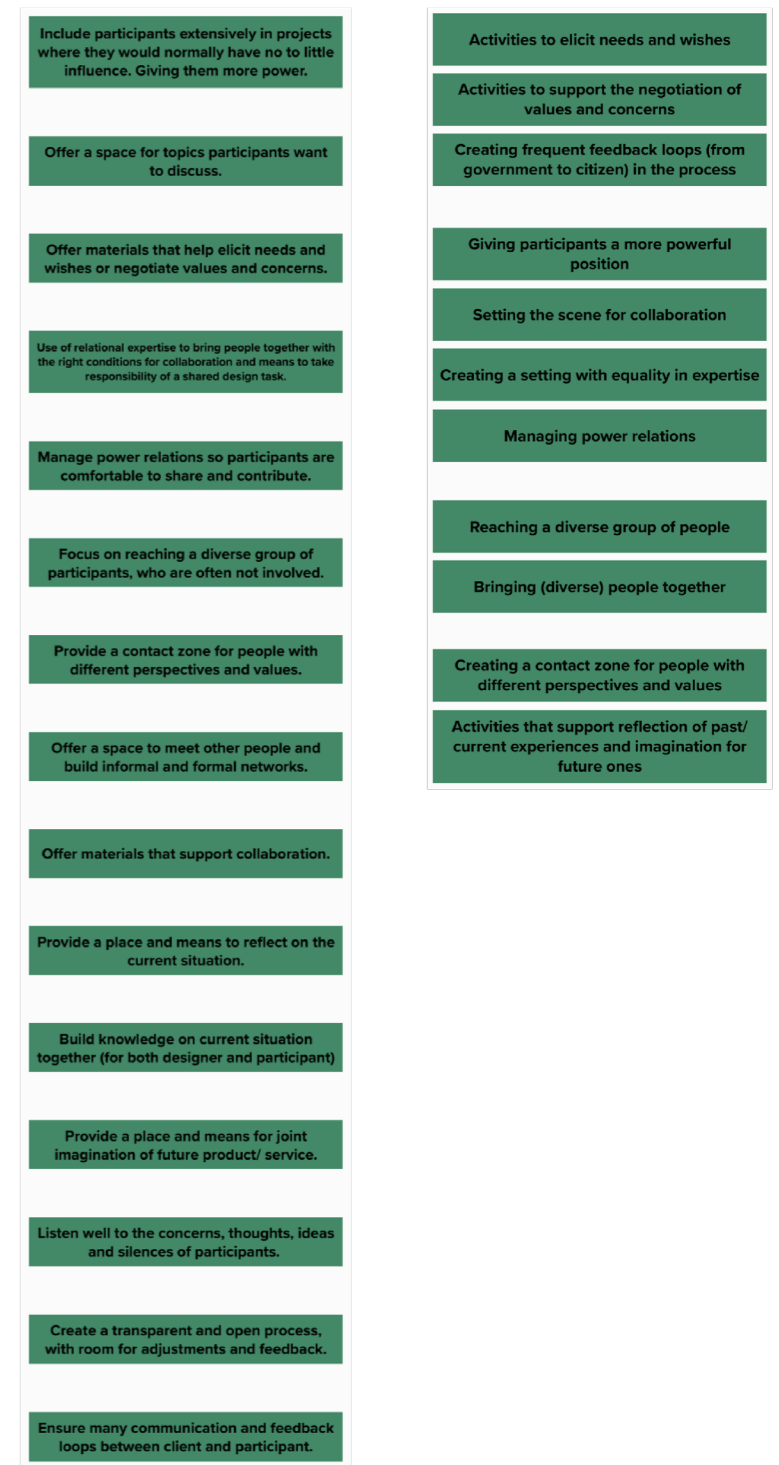 Include participants extensively in projects
where they would normally have no to little
influence. Giving them more power.
Offer a space for topics participants want
to discuss.
Offer materials that help elicit needs and
wishes or negotiate values and concerns.
Use of relational expertise to bring people together with
the right conditions for collaboration and means to take
responsibility of a shared design task.
Manage power relations so participants are
comfortable to share and contribute.
Focus on reaching a diverse group of
participants, who are often not involved.
Provide a contact zone for people with
different perspectives and values.
Offer a space to meet other people and
build informal and formal networks.
Offer materials that support collaboration.
Provide a place and means to reflect on the
current situation.
Build knowledge on current situation
together (for both designer and participant)
Provide a place and means for joint
imagination of future product/ service.
Listen well to the concerns, thoughts, ideas
and silences of participants.
Create a transparent and open process,
with room for adjustments and feedback.
Ensure many communication and feedback
loops between client and participant.
Activities to elicit needs and wishes
Activities to support the negotiation of
values and concerns
Creating frequent feedback loops (from
government to citizen) in the process
Giving participants a more powerful
position
Setting the scene for collaboration
Creating a setting with equality in expertise
Managing power relations
Reaching a diverse group of people
Bringing (diverse) people together
Creating a contact zone for people with
different perspectives and values
Activities that support reflection of past/
current experiences and imagination for
future ones